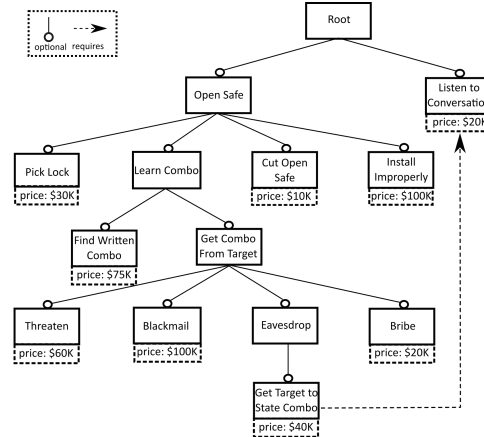 Root
optional requires
Open Safe
Listen to
Conversation
price: $20K
Pick Lock
price: $30K
Learn Combo
Cut Open
Safe
price: $10K
Install
Improperly
price: $100K
Find Written
Combo
price: $75K
Get Combo
From Target
Threaten
price: $60K
Blackmail
price: $100K
Eavesdrop
Bribe
price: $20K
Get Target to
State Combo
price: $40K